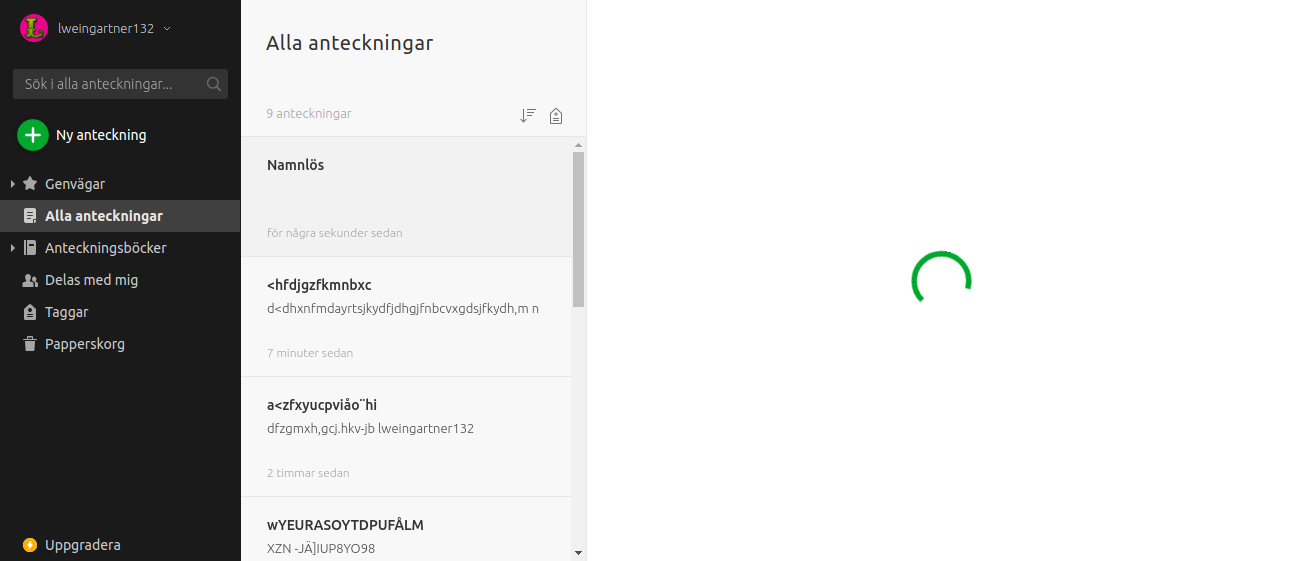 lweingartner132
Sök i alla anteckningar...
Ny anteckning
Genvägar
Alla anteckningar
Anteckningsböcker
Delas med mig
Taggar
Papperskorg
Uppgradera
Alla anteckningar
9 anteckningar
Namnlös
för några sekunder sedan
<hfdjgzfkmnbxc
d<dhxnfmdayrtsjkydfjdhgjfnbcvxgdsjfkydh,m n
7 minuter sedan
a<zfxyucpviåo¨hi
dfzgmxh,gcj.hkv-jb lweingartner132
2 timmar sedan
wYEURASOYTDPUFÅLM
XZN -JÄ]IUP8YO98